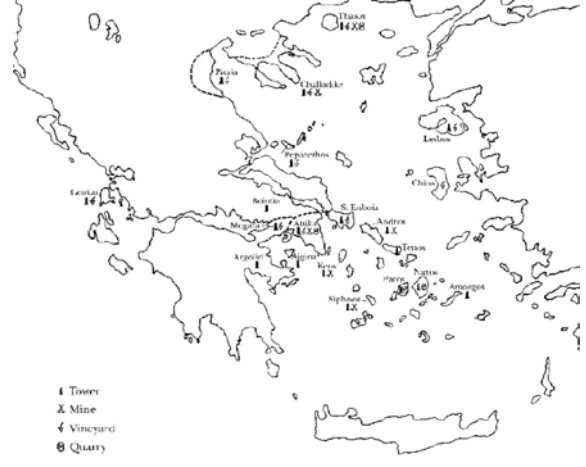 Thasos
Pieria
Chalkidike
Peparethos
Lesbos
Leukas
Chios
Boiotia
S. Euboia
Megara
Attika
Andros
Tenos
Argolid
Aigina
Keos
Paros
Naxos
Amorgos
Siphnos
Tower
Mine
Vineyard
Quarry